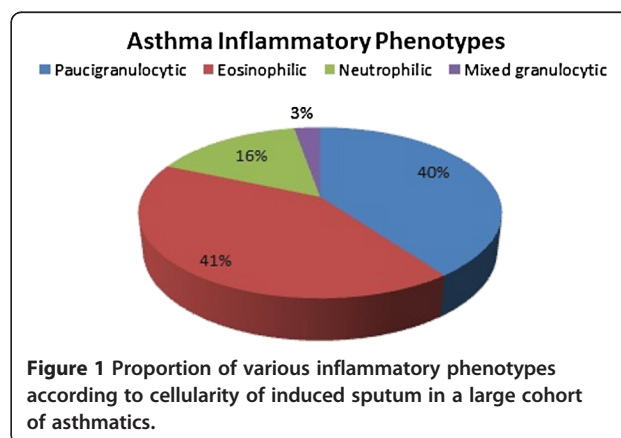 Asthma Inflammatory Phenotypes
Paucigranulocytic Eosinophilic Neutrophilic Mixed granulocytic
3%
16%
40%
41%
Figure 1 Proportion of various inflammatory phenotypes
according to cellularity of induced sputum in a large cohort
of asthmatics.